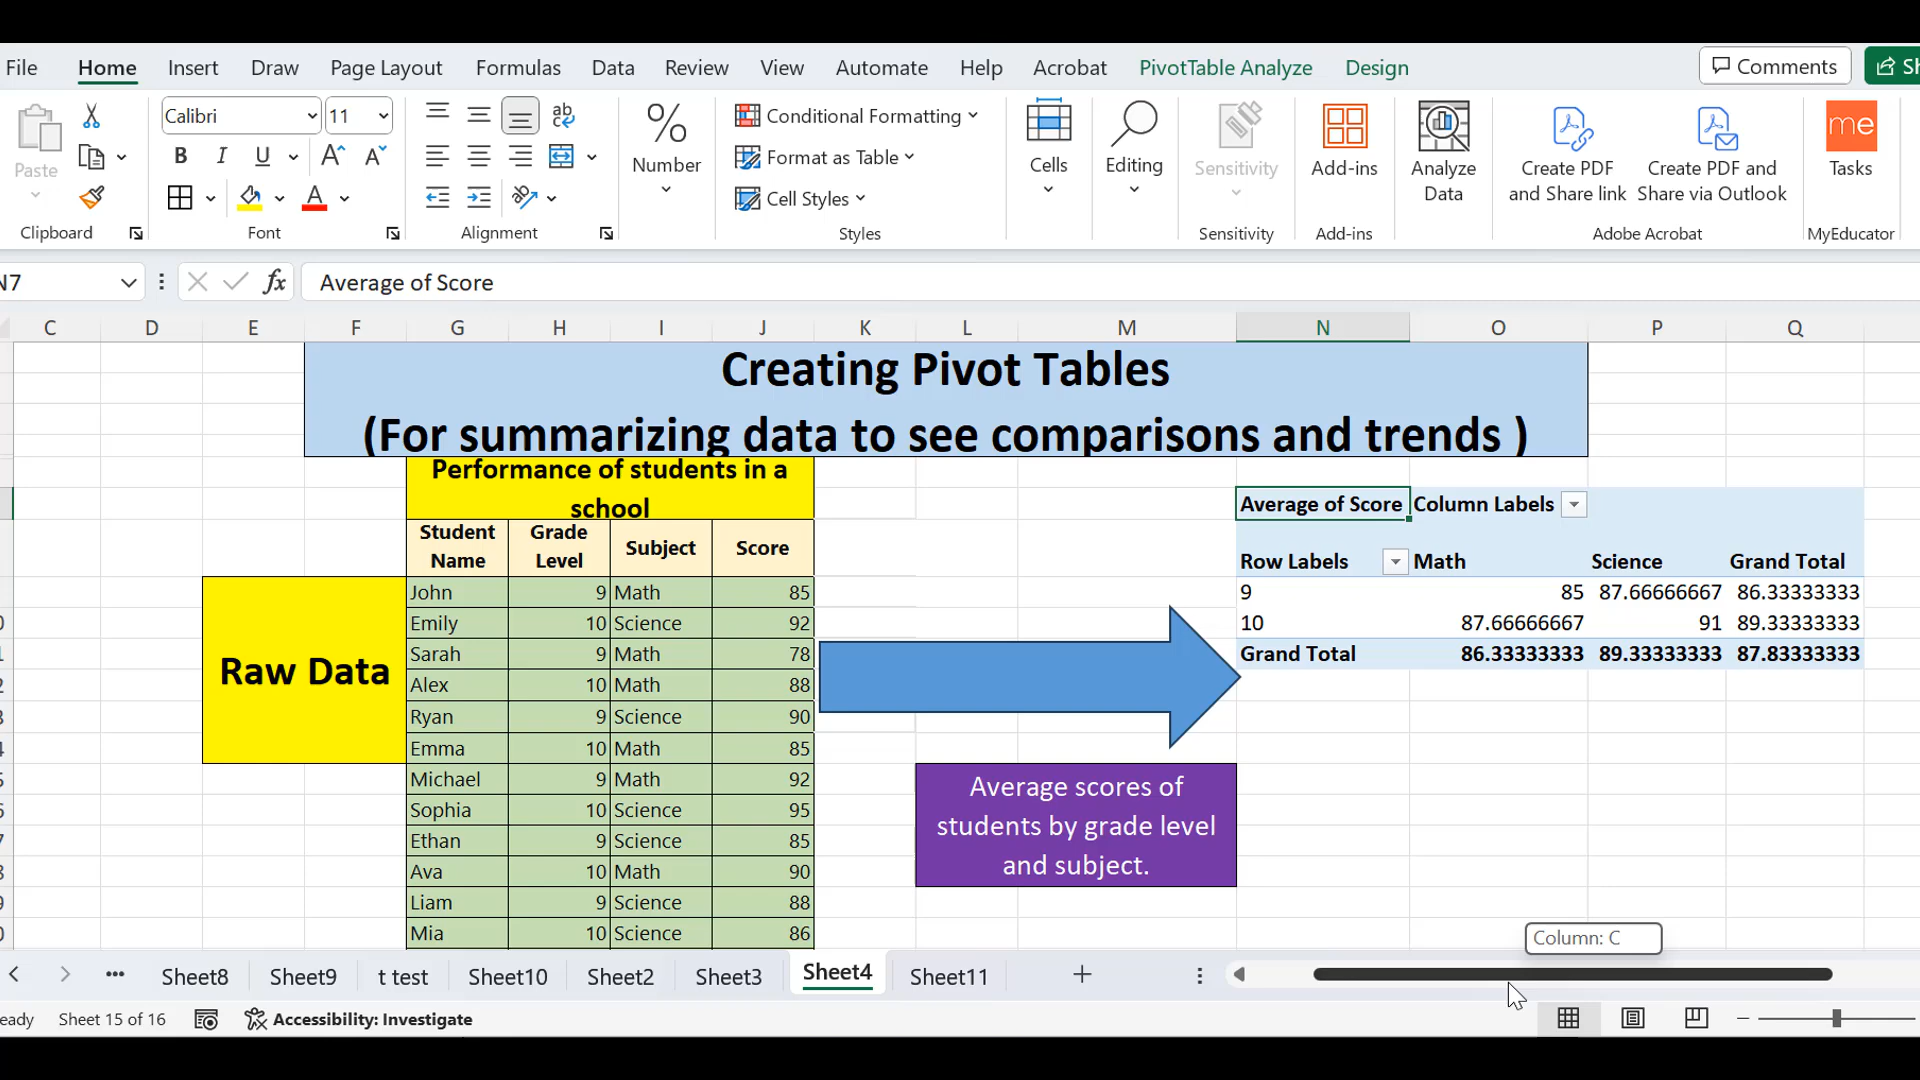 File Home Insert Draw Page Layout Formulas Data Review View Automate Help Acrobat PivotTable Analyze Design Comments
Paste
Calibri 11
B I U A A A
ab
Number
Conditional Formatting
Format as Table
Cell Styles
Cells
Editing
Sensitivity
Add-ins
Analyze
Data
Create PDF
and Share link
Create PDF and
Share via Outlook
me
Tasks
Clipboard Font Alignment Styles Sensitivity Add-ins Adobe Acrobat MyEducator
N7 fx Average of Score
C D E F G H I J K L M N O P Q
Creating Pivot Tables
(For summarizing data to see comparisons and trends )
Performance of students in a
school
Student
Name
Grade
Level
Subject
Score
Raw Data
John 9 Math 85
Emily 10 Science 92
Sarah 9 Math 78
Alex 10 Math 88
Ryan 9 Science 90
Emma 10 Math 85
Michael 9 Math 92
Sophia 10 Science 95
Ethan 9 Science 85
Ava 10 Math 90
Liam 9 Science 88
Mia 10 Science 86
Average of Score Column Labels
Row Labels Math Science Grand Total
9 85 87.66666667 86.33333333
10 87.66666667 91 89.33333333
Grand Total 86.33333333 89.33333333 87.83333333
Average scores of
students by grade level
and subject.
Column: C
Sheet8 Sheet9 t test Sheet10 Sheet2 Sheet3 Sheet4 Sheet11
eady Sheet 15 of 16 Accessibility: Investigate